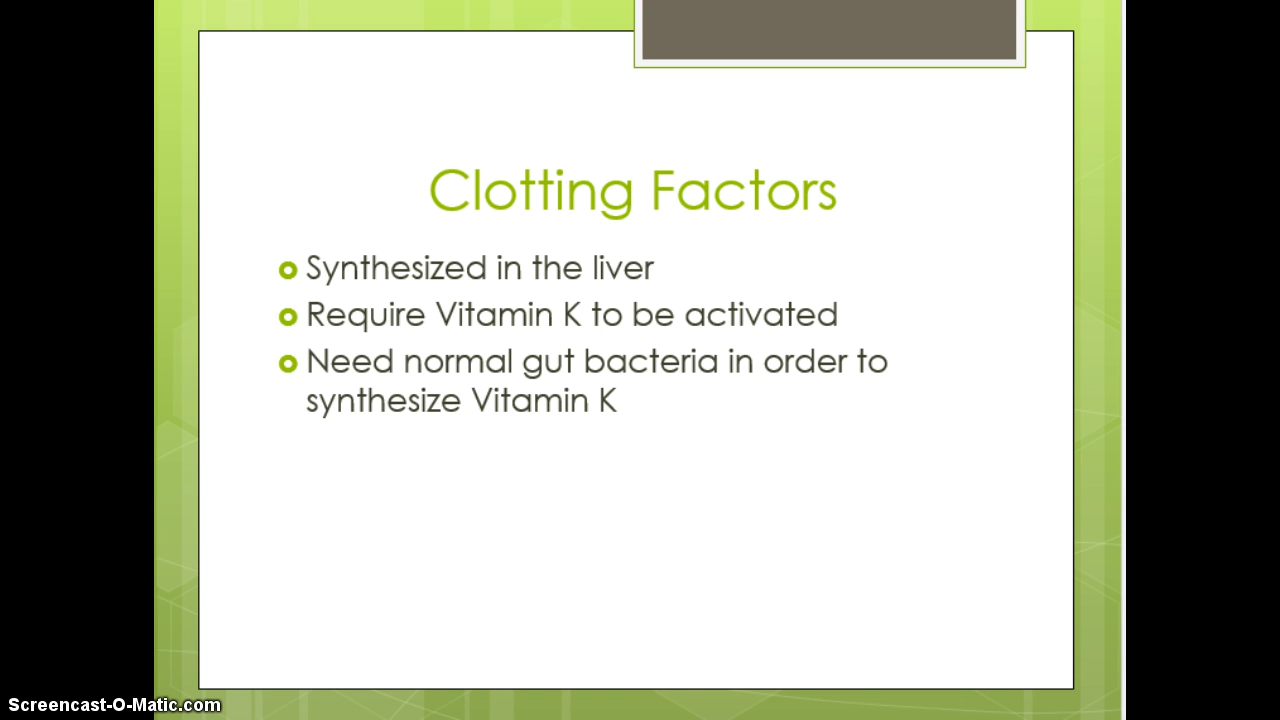 Clotting Factors
Synthesized in the liver
Require Vitamin K to be activated
Need normal gut bacteria in order to
synthesize Vitamin K
Screencast-O-Matic.com